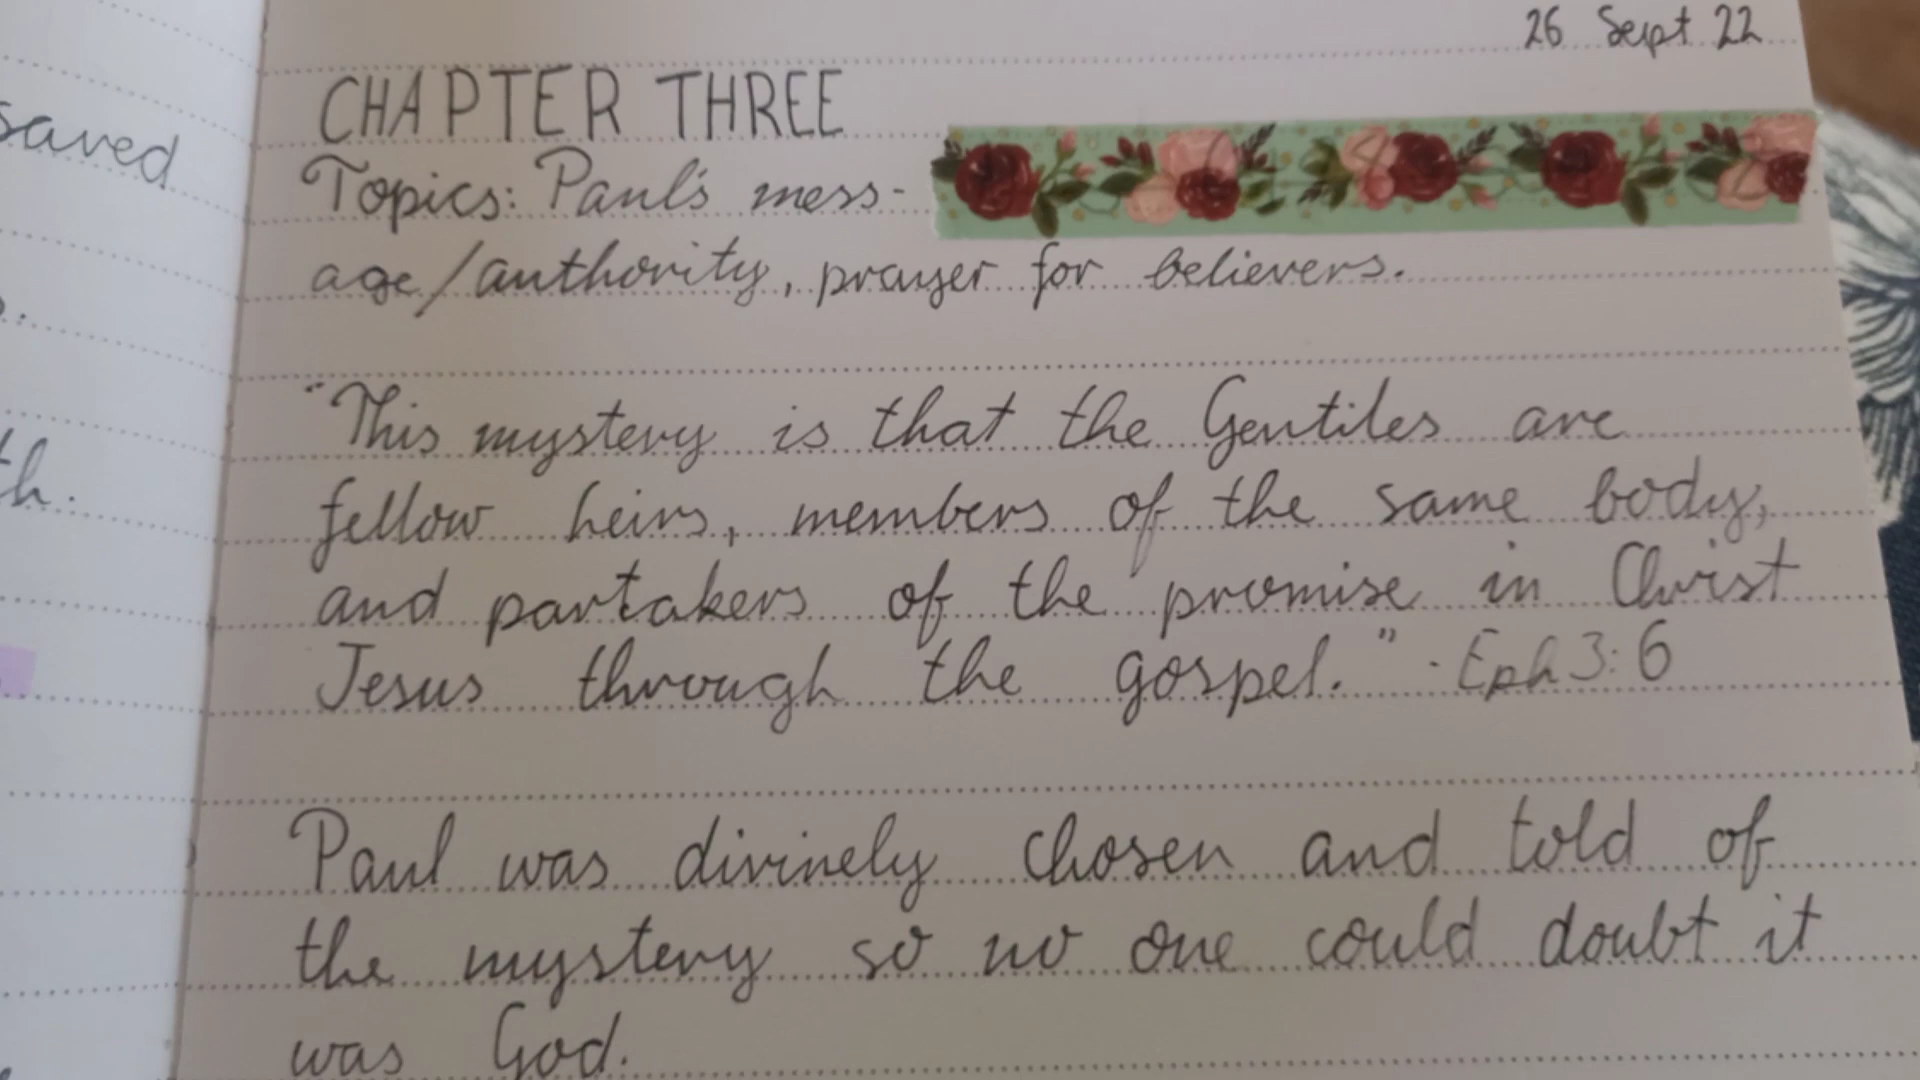 26 Sept 22
CHAPTER THREE
Topics: Paul's mess-
age/authority, prayer for believers.
"This mystery is that the Gentiles are
fellow heirs, members of the same body,
and partakers of the promise in Christ
Jesus through the gospel." - Eph 3:6
Paul was divinely chosen and told of
the mystery so no one could doubt it
was God.
saved
th.